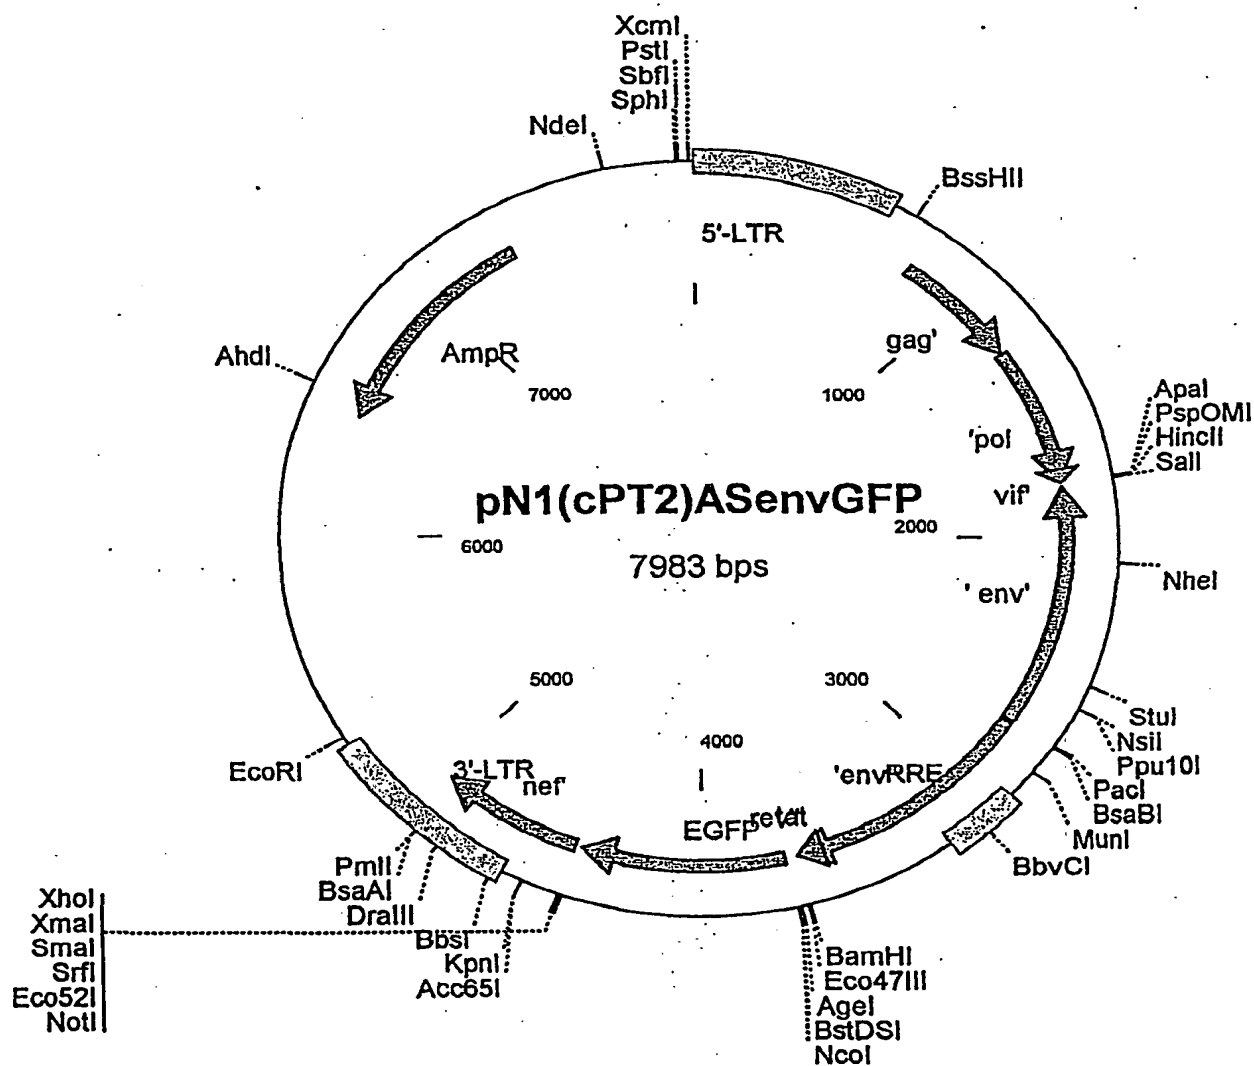 XcmI
PstI
SbfI
SphI
NdeI
BssHII
5'-LTR
AhdI
AmpR
7000
gag'
1000
ApaI
PspOMI
HincII
SalI
'pol
vif'
pN1(cPT2)ASenvGFP
7983 bps
2000
6000
' env'
NheI
5000
3000
4000
StuI
NsiI
Ppu10I
PacI
BsaBI
MunI
BbvCI
EcoRI
3'-LTR
nef'
'env
RRE
EGFP
PmlI
BsaAI
DraIII
BbsI
KpnI
Acc65I
XhoI
XmaI
SmaI
SrfI
Eco52I
NotI
BamHI
Eco47III
AgeI
BstDSI
NcoI